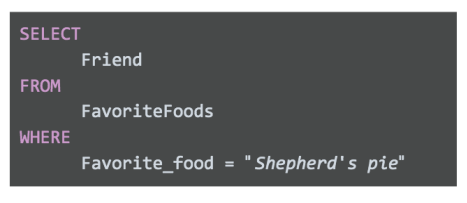 SELECT
Friend
FROM
FavoriteFoods
WHERE
Favorite_food = "Shepherd's pie"